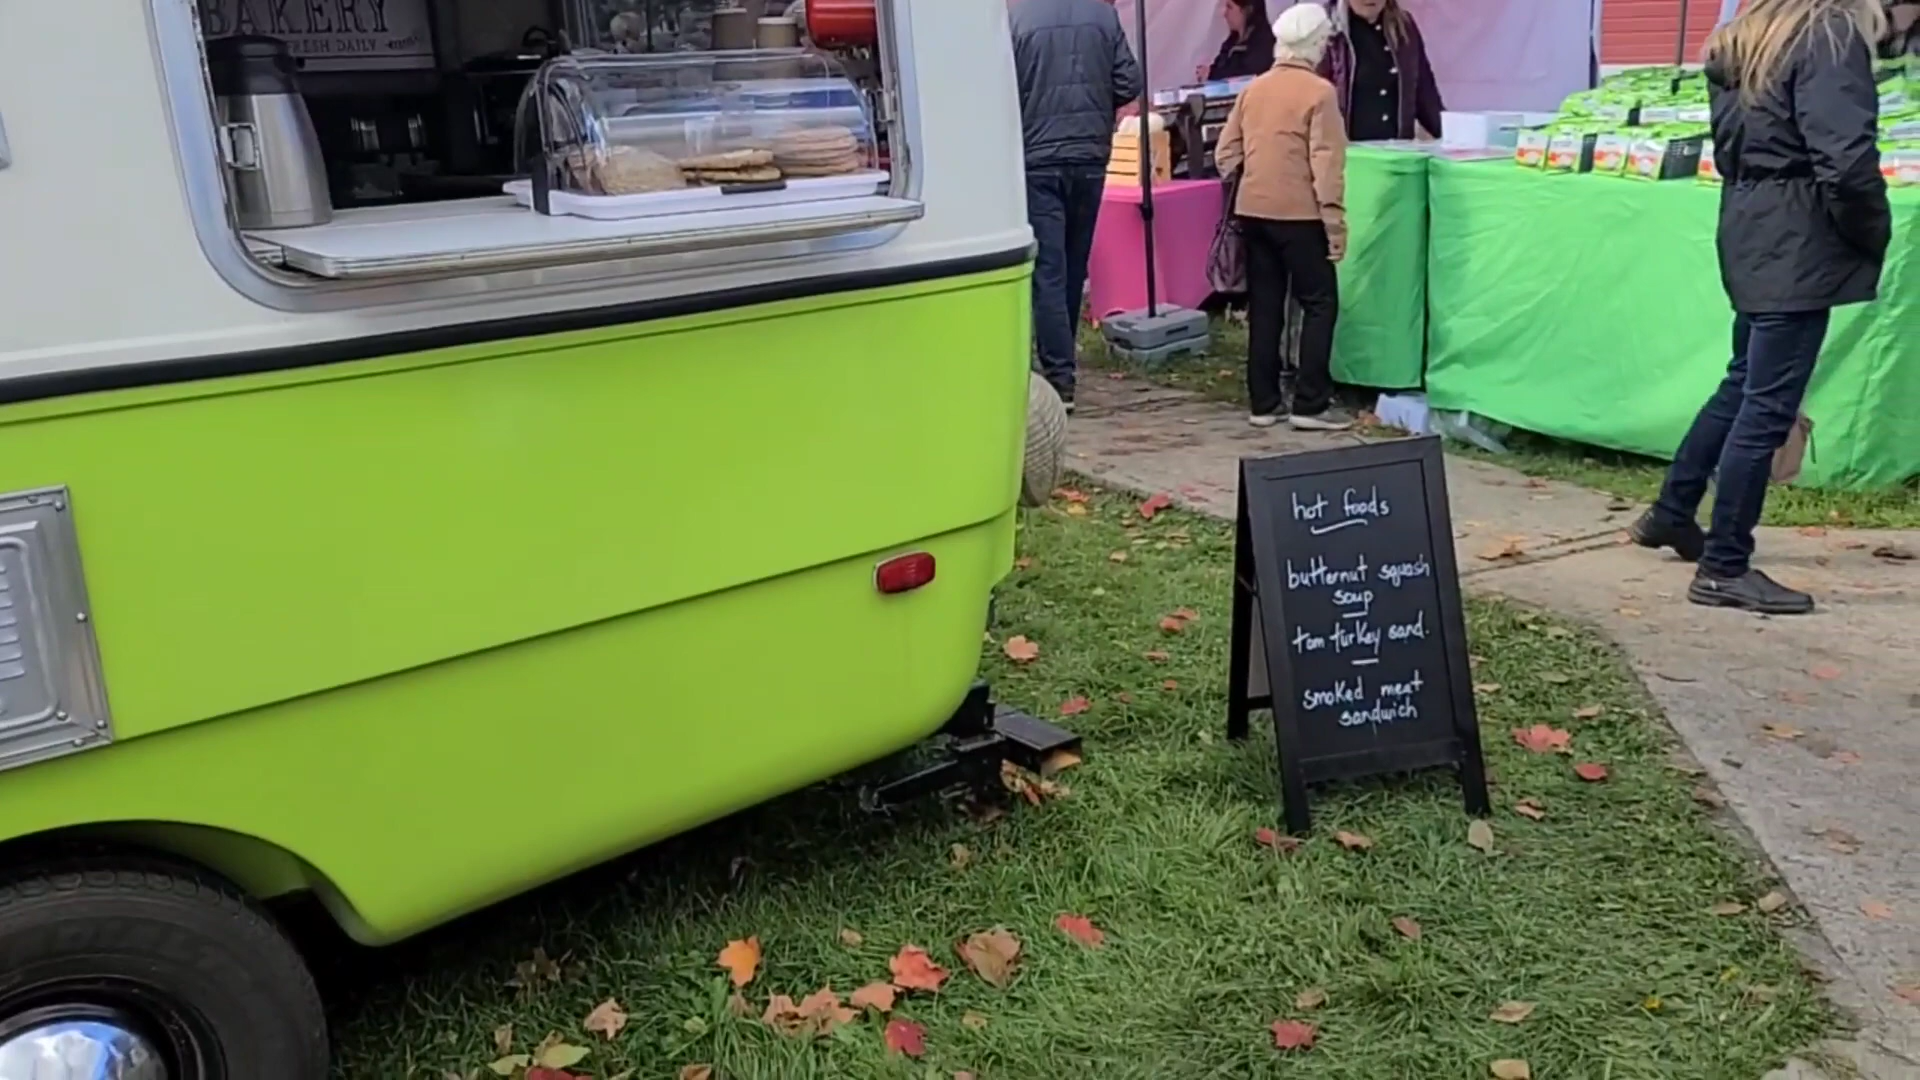 BAKERY
FRESH DAILY
hot foods
butternut squash
soup
tom turkey sand.
smoked meat
sandwich